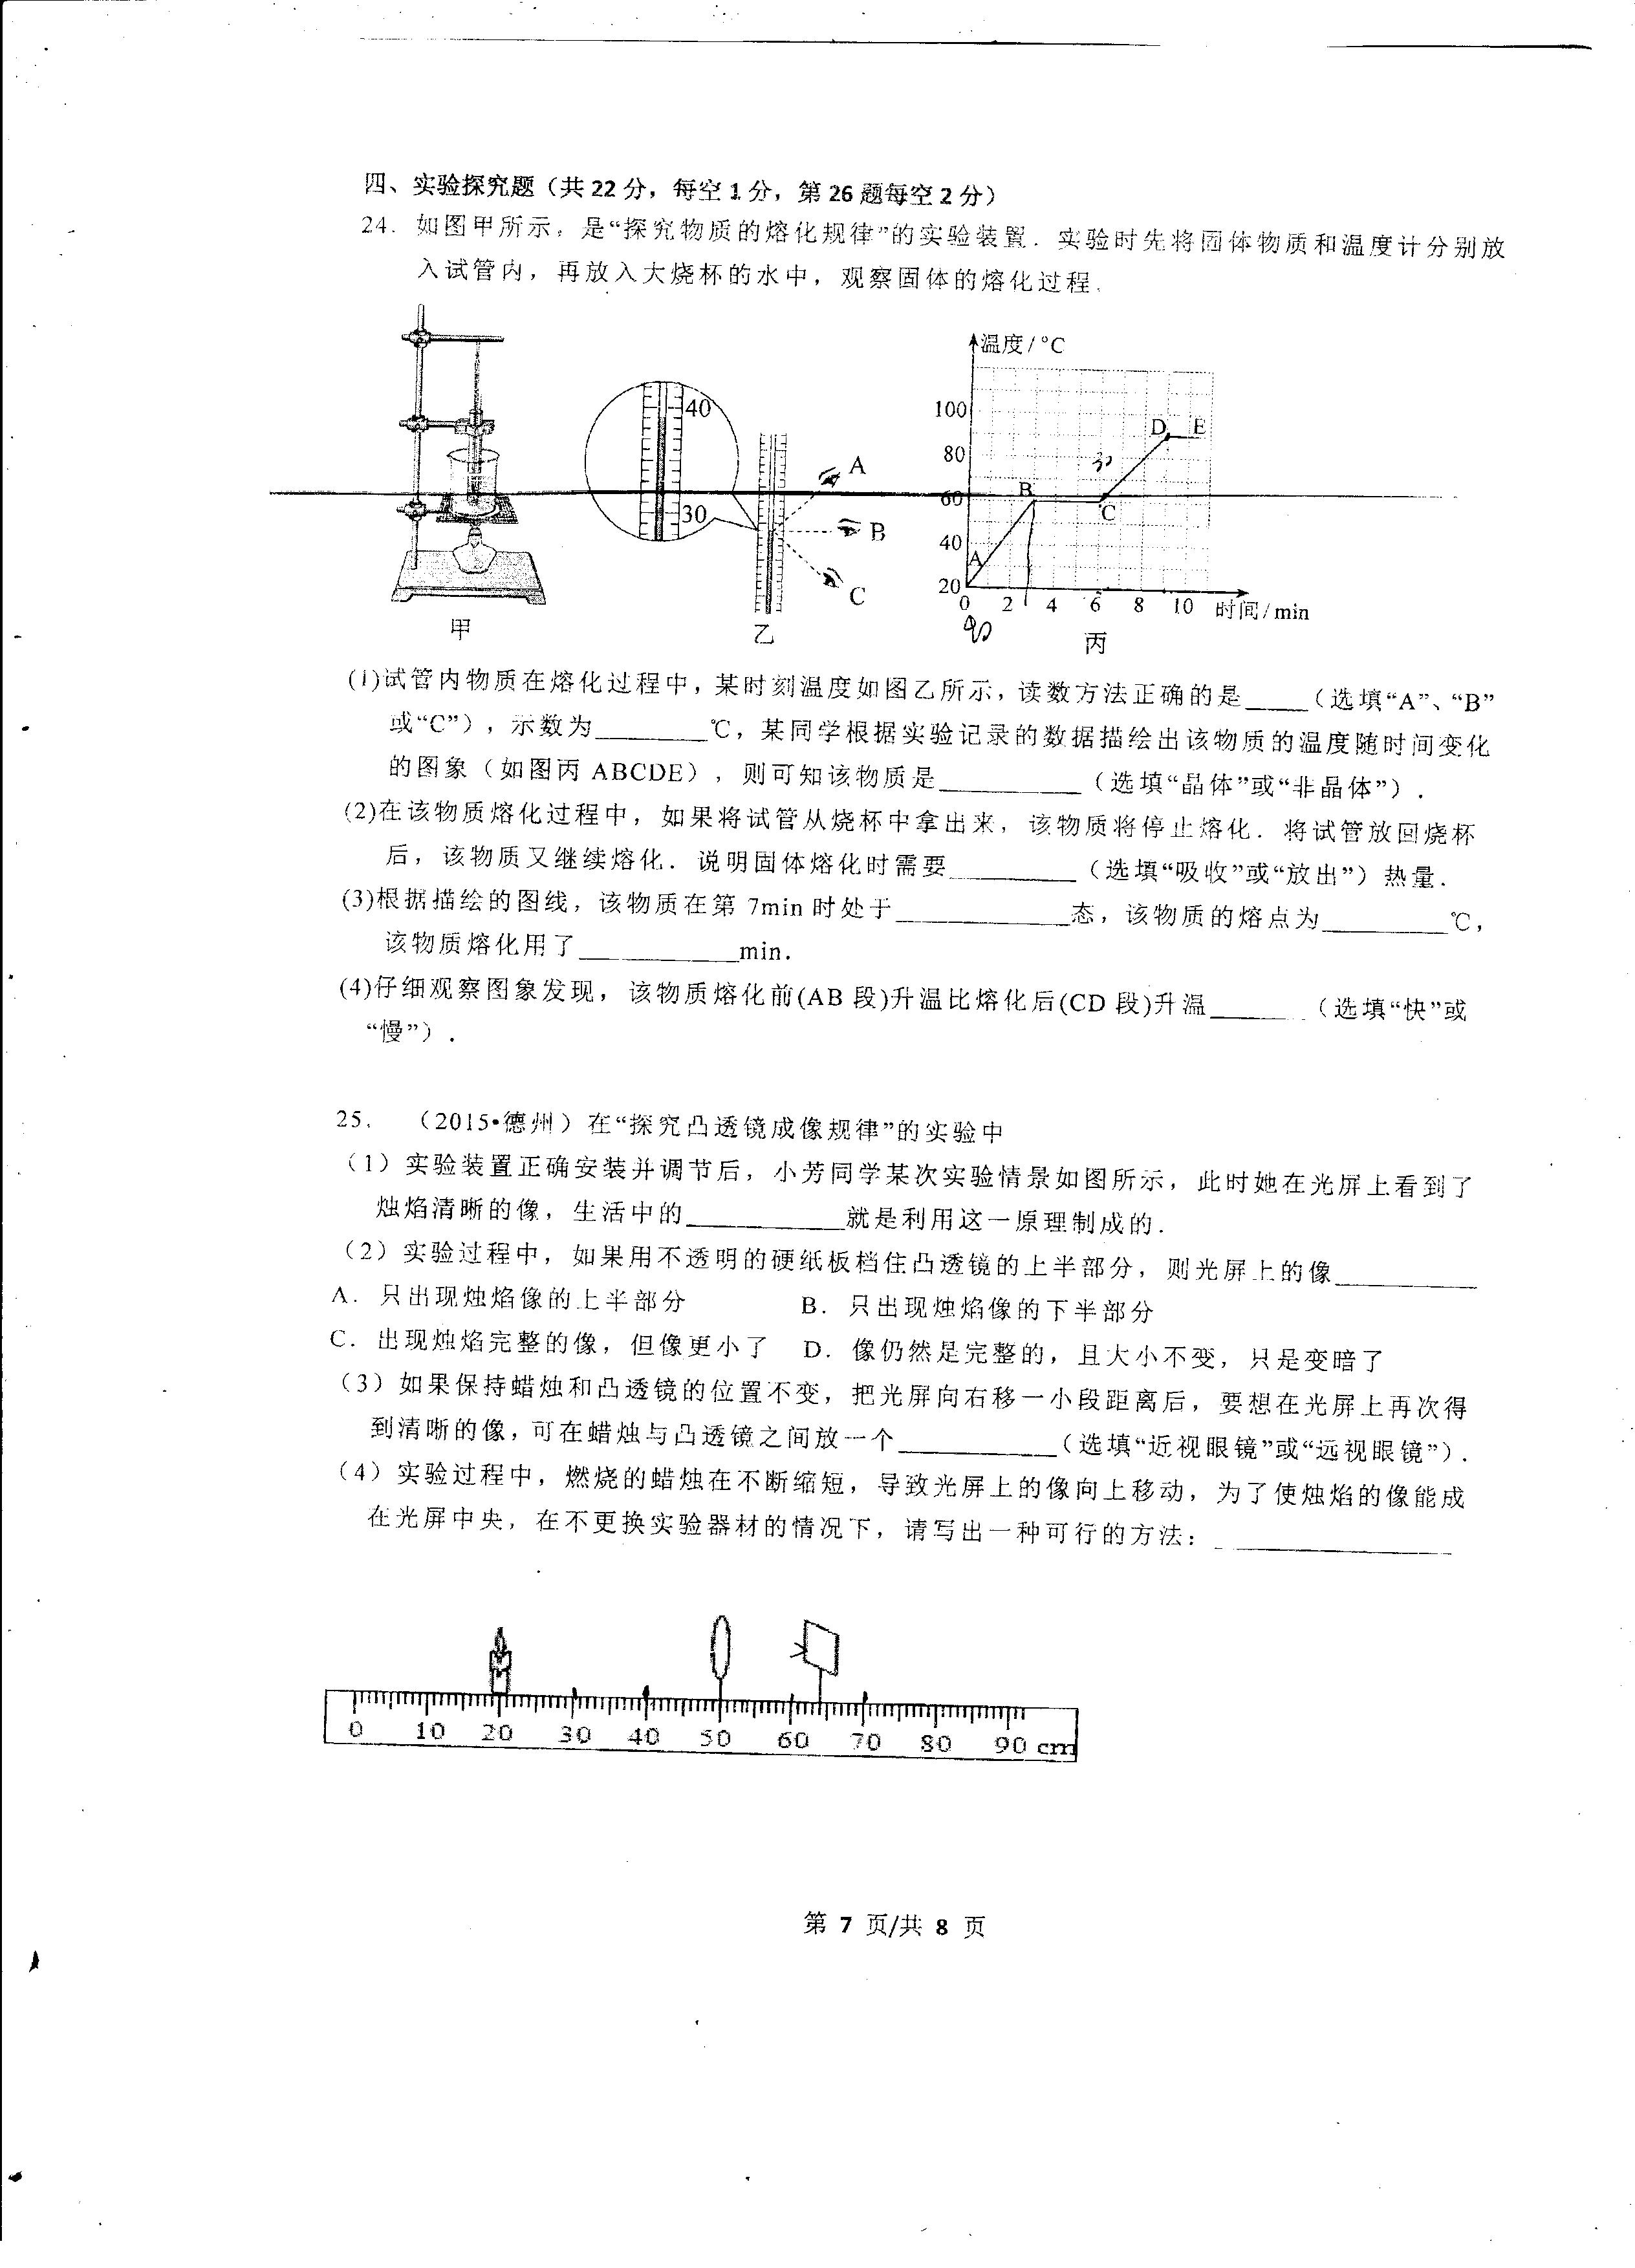 四、实验探究题（共22分，每空1分，第26题每空2分）
24. 如图甲所示，是“探究物质的熔化规律”的实验装置．实验时先将固体物质和温度计分别放
入试管内，再放入大烧杯的水中，观察固体的熔化过程．
40
30
A
B
C
温度/°C
100
80
60
40
20
A
B
C
D
E
0 2 4 6 8 10 时间/min
甲
乙
丙
(1)试管内物质在熔化过程中，某时刻温度如图乙所示，读数方法正确的是____（选填“A”、“B”
或“C”），示数为________℃，某同学根据实验记录的数据描绘出该物质的温度随时间变化
的图象（如图丙 ABCDE），则可知该物质是__________（选填“晶体”或“非晶体”）．
(2)在该物质熔化过程中，如果将试管从烧杯中拿出来，该物质将停止熔化．将试管放回烧杯
后，该物质又继续熔化．说明固体熔化时需要_________（选填“吸收”或“放出”）热量．
(3)根据描绘的图线，该物质在第 7min 时处于____________态，该物质的熔点为_________℃，
该物质熔化用了___________min．
(4)仔细观察图象发现，该物质熔化前(AB 段)升温比熔化后(CD 段)升温_______（选填“快”或
“慢”）．
25. （2015•德州）在“探究凸透镜成像规律”的实验中
（1）实验装置正确安装并调节后，小芳同学某次实验情景如图所示，此时她在光屏上看到了
烛焰清晰的像，生活中的___________就是利用这一原理制成的．
（2）实验过程中，如果用不透明的硬纸板档住凸透镜的上半部分，则光屏上的像__________
A．只出现烛焰像的上半部分 B．只出现烛焰像的下半部分
C．出现烛焰完整的像，但像更小了 D．像仍然是完整的，且大小不变，只是变暗了
（3）如果保持蜡烛和凸透镜的位置不变，把光屏向右移一小段距离后，要想在光屏上再次得
到清晰的像，可在蜡烛与凸透镜之间放一个___________（选填“近视眼镜”或“远视眼镜”）．
（4）实验过程中，燃烧的蜡烛在不断缩短，导致光屏上的像向上移动，为了使烛焰的像能成
在光屏中央，在不更换实验器材的情况下，请写出一种可行的方法：________________
0 10 20 30 40 50 60 70 80 90 cm
第 7 页/共 8 页